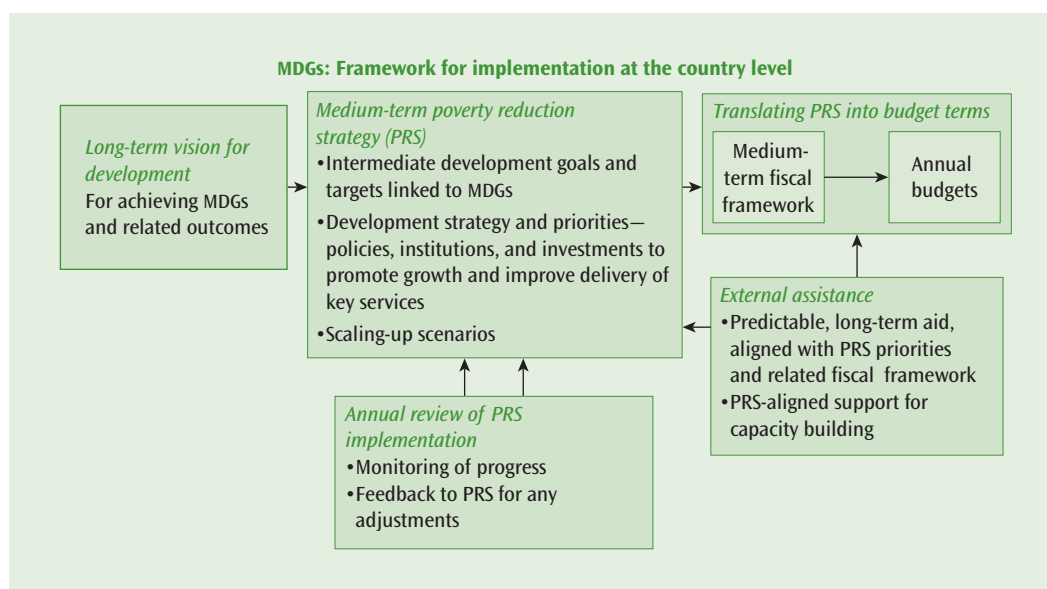 MDGs: Framework for implementation at the country level
Long-term vision for
development
For achieving MDGs
and related outcomes
Medium-term poverty reduction
strategy (PRS)
•Intermediate development goals and
targets linked to MDGs
•Development strategy and priorities—
policies, institutions, and investments to
promote growth and improve delivery of
key services
•Scaling-up scenarios
Translating PRS into budget terms
Medium-
term fiscal
framework
Annual
budgets
External assistance
•Predictable, long-term aid,
aligned with PRS priorities
and related fiscal framework
•PRS-aligned support for
capacity building
Annual review of PRS
implementation
•Monitoring of progress
•Feedback to PRS for any
adjustments